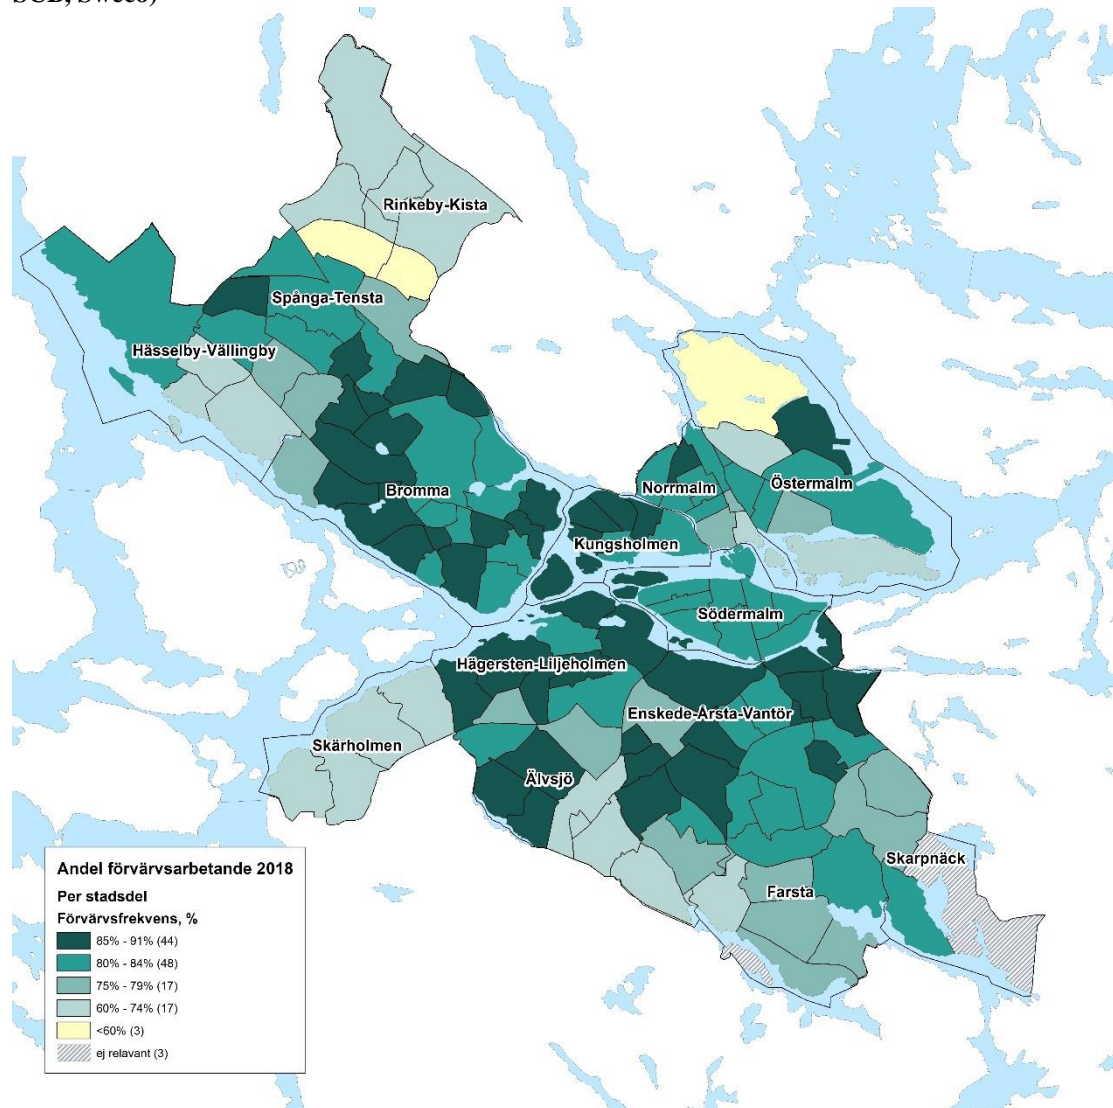 SCB, Sweco)
Rinkeby-Kista
Spånga-Tensta
Hässelby-Vällingby
Bromma
Norrmalm
Östermalm
Kungsholmen
Södermalm
Hägersten-Liljeholmen
Enskede-Årsta-Vantör
Skärholmen
Älvsjö
Skarpnäck
Farsta
Andel förvärvsarbetande 2018
Per stadsdel
Förvärvsfrekvens, %
85% - 91% (44)
80% - 84% (48)
75% - 79% (17)
60% - 74% (17)
<60% (3)
ej relavant (3)